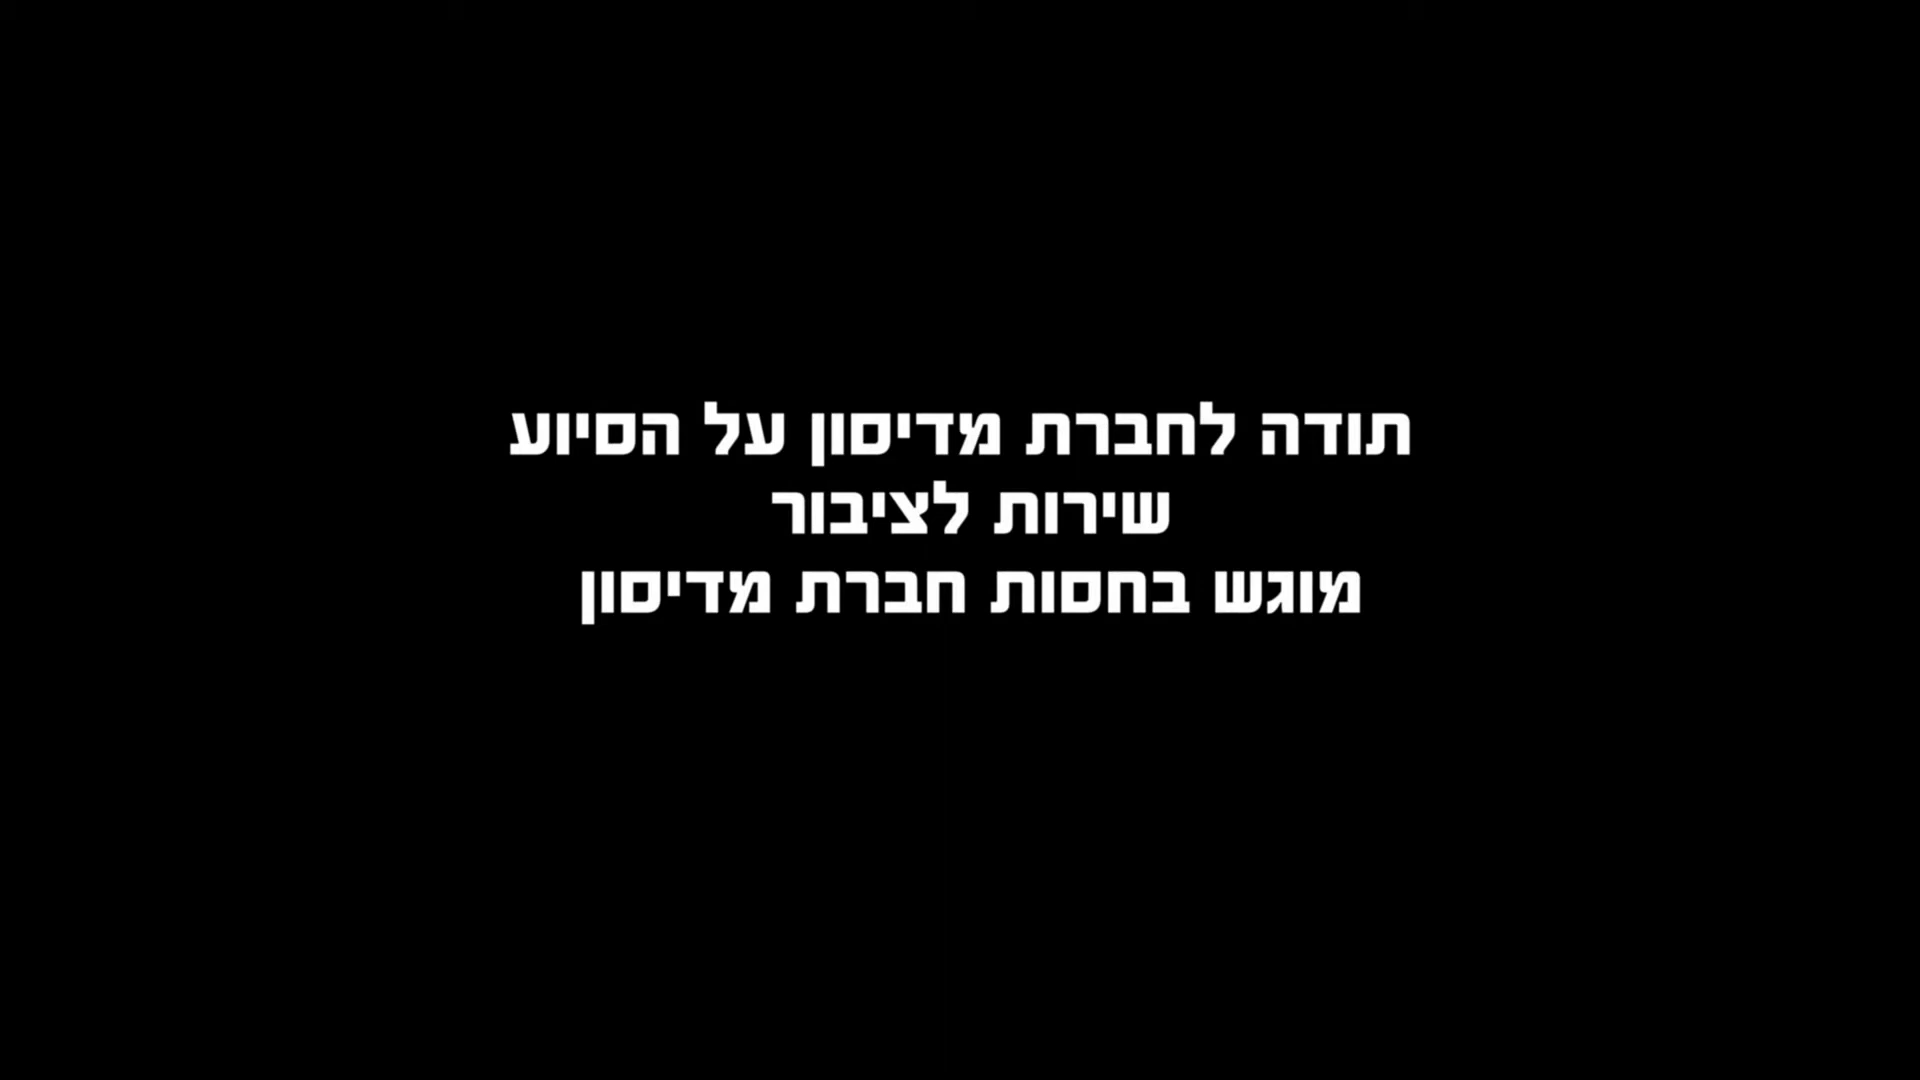 תודה לחברת מדיסון על הסיוע
שירות לציבור
מוגש בחסות חברת מדיסון